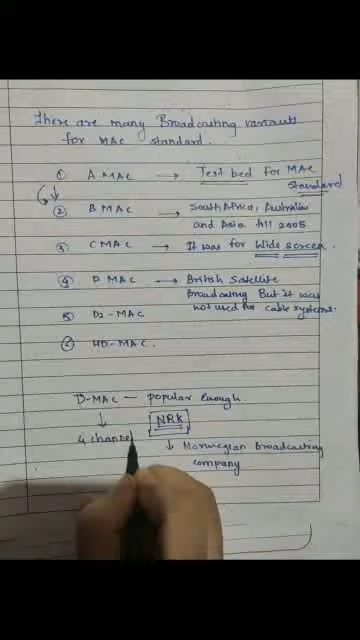 There are many Broadcasting variants
for MAC standard.
① A MAC → Test bed for MAC
standard
② B MAC → South Africa, Australia
and Asia till 2005
③ C MAC → It was for Wide screen.
④ D MAC → British Satellite
Broadcasing But it was
not used for cable systems.
⑤ D2-MAC
⑥ HD-MAC.
D-MAC — popular enough
↓ NRK
4 channel ↓ Norwegian Broadcasting
company